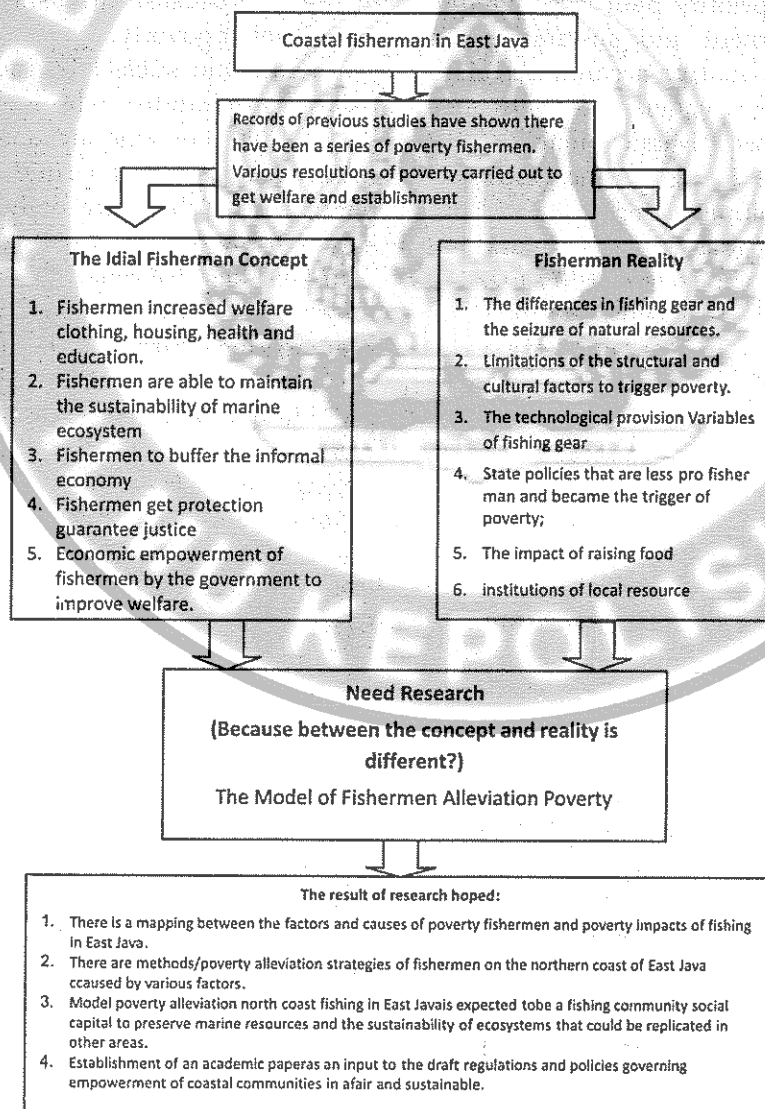 Coastal fisherman in East Java
Records of previous studies have shown there
have been a series of poverty fishermen.
Various resolutions of poverty carried out to
get welfare and establishment
The Idial Fisherman Concept
1. Fishermen increased welfare
clothing, housing, health and
education.
2. Fishermen are able to maintain
the sustainability of marine
ecosystem
3. Fishermen to buffer the informal
economy
4. Fishermen get protection
guarantee justice
5. Economic empowerment of
fishermen by the government to
improve welfare.
Fisherman Reality
1. The differences in fishing gear and
the seizure of natural resources.
2. Limitations of the structural and
cultural factors to trigger poverty.
3. The technological provision Variables
of fishing gear
4. State policies that are less pro fisher
man and became the trigger of
poverty;
5. The impact of raising food
6. institutions of local resource
Need Research
(Because between the concept and reality is
different?)
The Model of Fishermen Alleviation Poverty
The result of research hoped:
1. There is a mapping between the factors and causes of poverty fishermen and poverty impacts of fishing
in East Java.
2. There are methods/poverty alleviation strategies of fishermen on the northern coast of East Java
ccaused by various factors.
3. Model poverty alleviation north coast fishing in East Javais expected tobe a fishing community social
capital to preserve marine resources and the sustainability of ecosystems that could be replicated in
other areas.
4. Establishment of an academic paperas an input to the draft regulations and policies governing
empowerment of coastal communities in afair and sustainable.